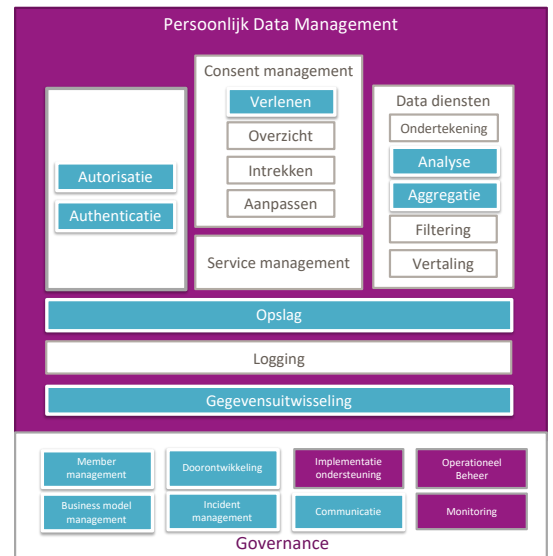 Persoonlijk Data Management
Consent management
Verlenen
Overzicht
Intrekken
Aanpassen
Autorisatie
Authenticatie
Service management
Data diensten
Ondertekening
Analyse
Aggregatie
Filtering
Vertaling
Opslag
Logging
Gegevensuitwisseling
Member
management
Doorontwikkeling
Implementatie
ondersteuning
Operationeel
Beheer
Business model
management
Incident
management
Communicatie
Monitoring
Governance